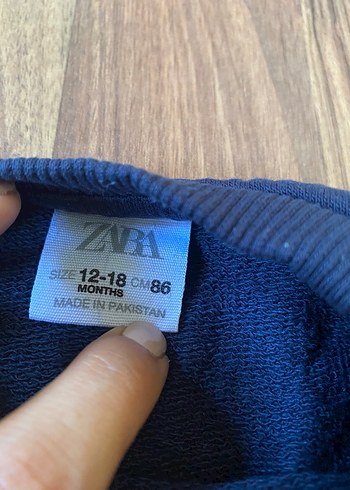 ZARA
SIZE 12-18 CM 86
MONTHS
MADE IN PAKISTAN